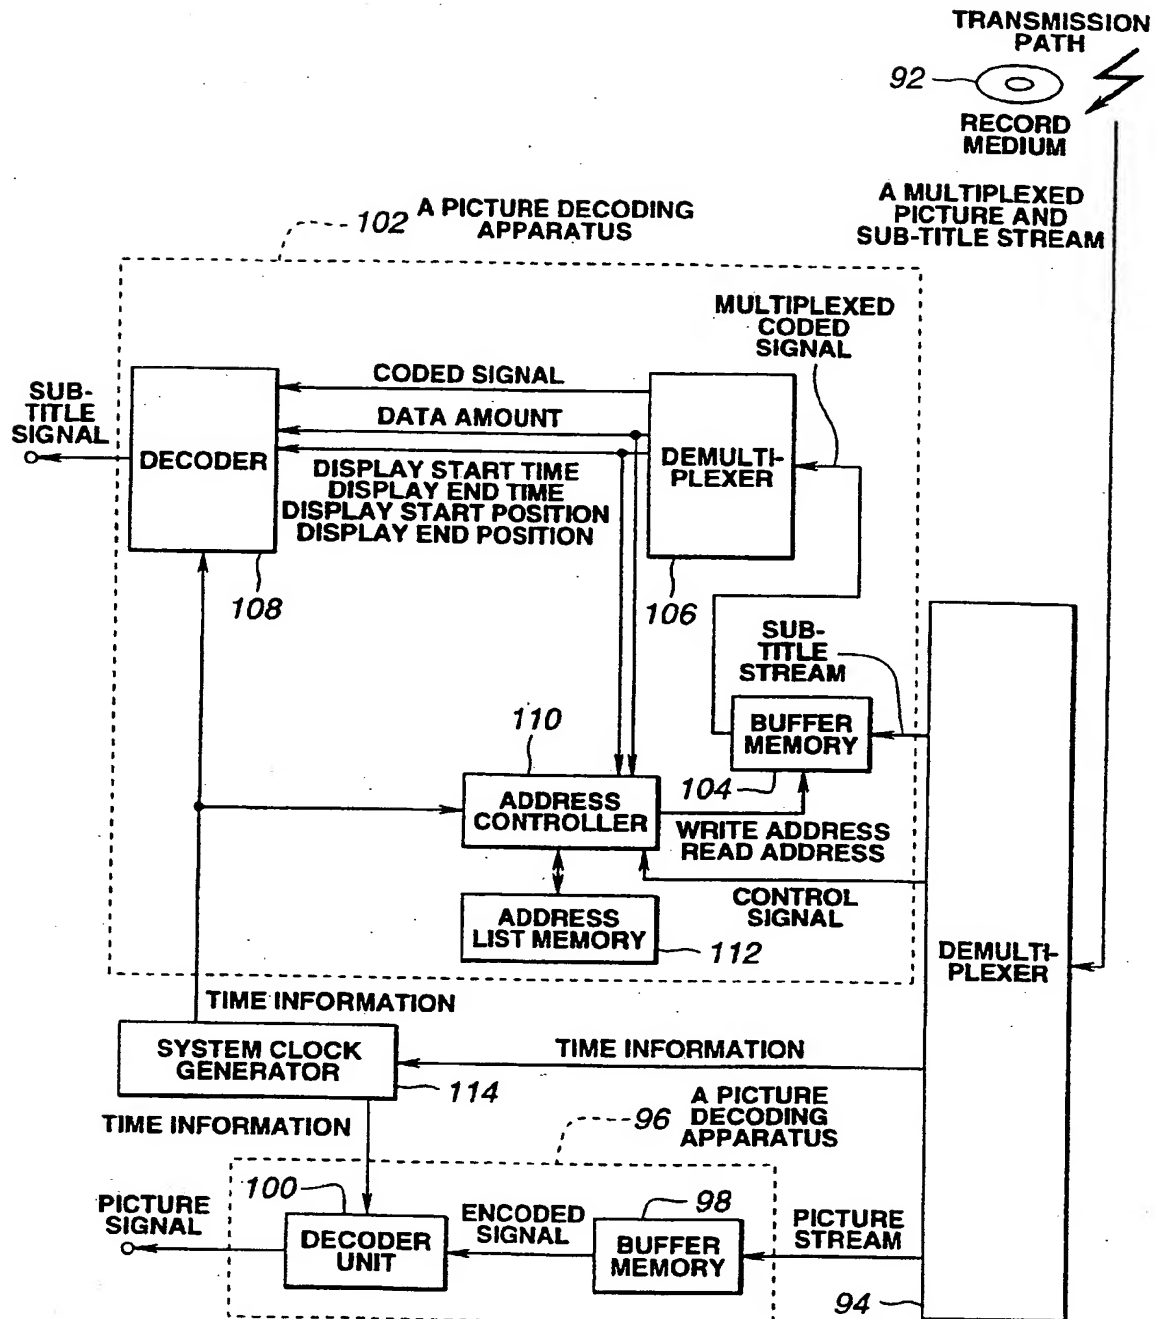 TRANSMISSION
PATH
92
RECORD
MEDIUM
A MULTIPLEXED
PICTURE AND
SUB-TITLE STREAM
102
A PICTURE DECODING
APPARATUS
MULTIPLEXED
CODED
SIGNAL
SUB-
TITLE
SIGNAL
CODED SIGNAL
DATA AMOUNT
DECODER
DEMULTI-
PLEXER
DISPLAY START TIME
DISPLAY END TIME
DISPLAY START POSITION
DISPLAY END POSITION
108
106
SUB-
TITLE
STREAM
110
BUFFER
MEMORY
104
ADDRESS
CONTROLLER
WRITE ADDRESS
READ ADDRESS
CONTROL
SIGNAL
ADDRESS
LIST MEMORY
112
DEMULTI-
PLEXER
TIME INFORMATION
SYSTEM CLOCK
GENERATOR
114
TIME INFORMATION
TIME INFORMATION
96
A PICTURE
DECODING
APPARATUS
100
98
PICTURE
SIGNAL
DECODER
UNIT
ENCODED
SIGNAL
BUFFER
MEMORY
PICTURE
STREAM
94